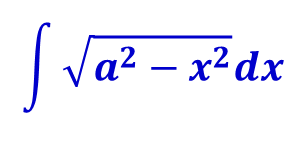 ∫ √(a² − x²) dx